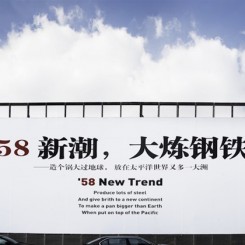 58 新潮，大炼钢铁
——造个锅大过地球，放在太平洋世界又多一大洲
'58 New Trend
Produce lots of steel
And give brith to a new continent
To make a pan bigger than Earth
When put on top of the Pacific